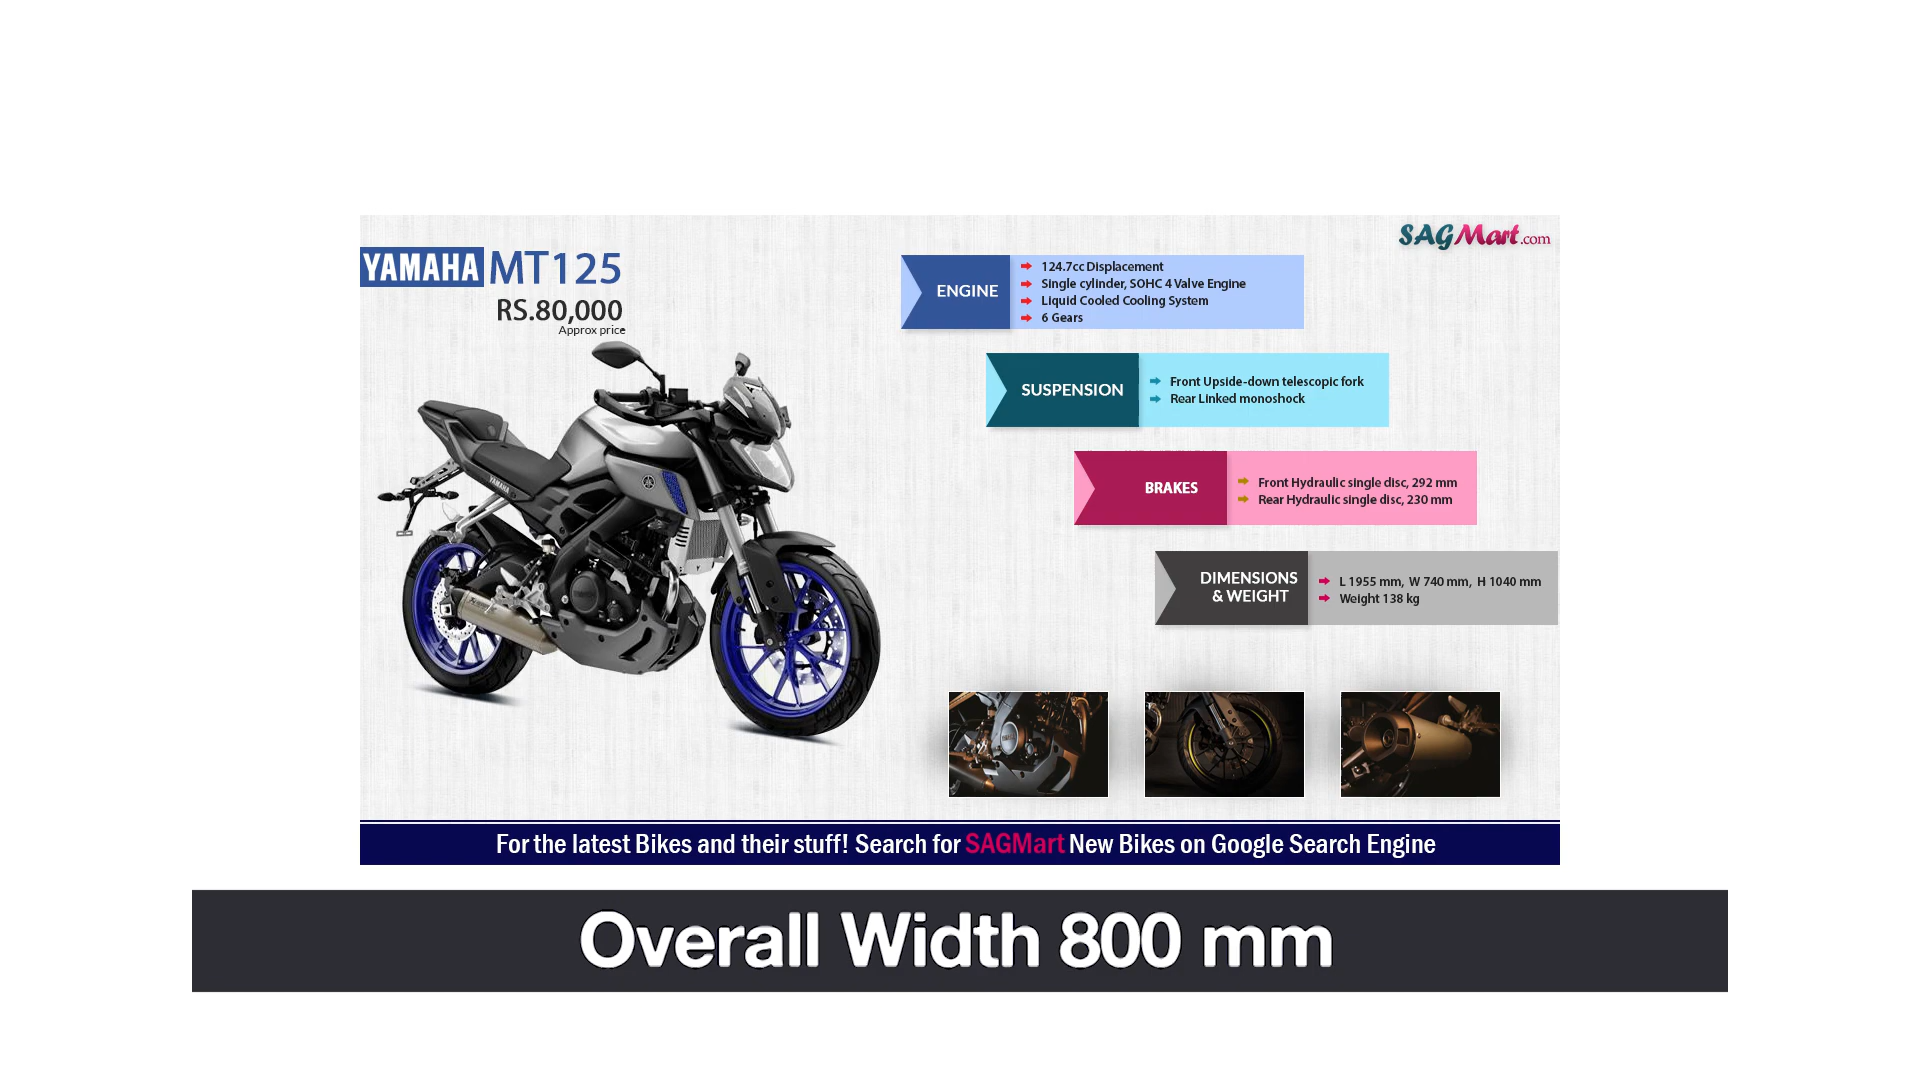 SAGMart.com
YAMAHA MT125
RS.80,000
Approx price
ENGINE
124.7cc Displacement
Single cylinder, SOHC 4 Valve Engine
Liquid Cooled Cooling System
6 Gears
SUSPENSION
Front Upside-down telescopic fork
Rear Linked monoshock
BRAKES
Front Hydraulic single disc, 292 mm
Rear Hydraulic single disc, 230 mm
DIMENSIONS
& WEIGHT
L 1955 mm, W 740 mm, H 1040 mm
Weight 138 kg
YAMAHA
For the latest Bikes and their stuff! Search for SAGMart New Bikes on Google Search Engine
Overall Width 800 mm